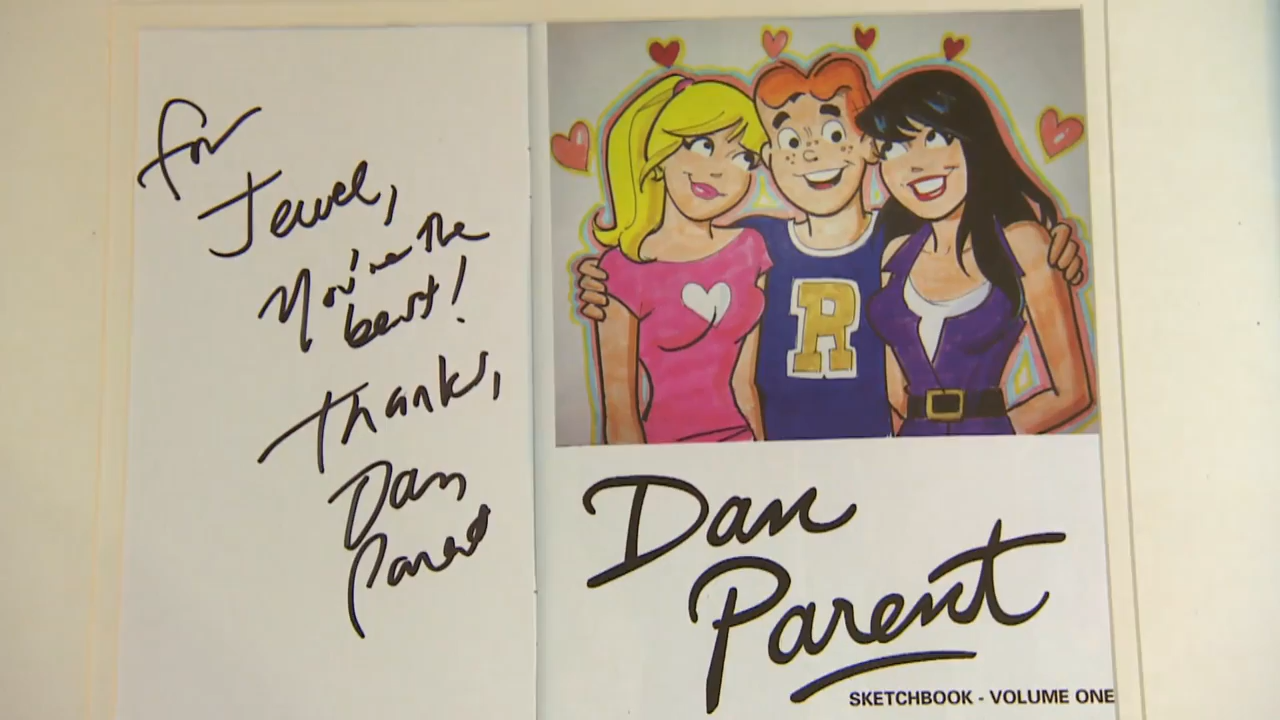 for
Jewel,
You're the
best!
Thanks,
Dan
Parent
R
Dan
Parent
SKETCHBOOK - VOLUME ONE